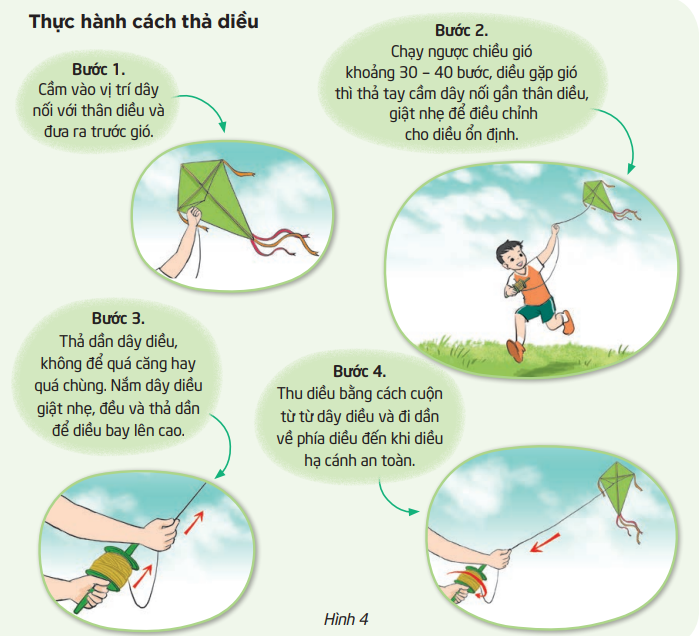 Thực hành cách thả diều
Bước 1.
Cầm vào vị trí dây
nối với thân diều và
đưa ra trước gió.
Bước 2.
Chạy ngược chiều gió
khoảng 30 – 40 bước, diều gặp gió
thì thả tay cầm dây nối gần thân diều,
giật nhẹ để điều chỉnh
cho diều ổn định.
Bước 3.
Thả dần dây diều,
không để quá căng hay
quá chùng. Nắm dây diều
giật nhẹ, đều và thả dần
để diều bay lên cao.
Bước 4.
Thu diều bằng cách cuộn
từ từ dây diều và đi dần
về phía diều đến khi diều
hạ cánh an toàn.
Hình 4